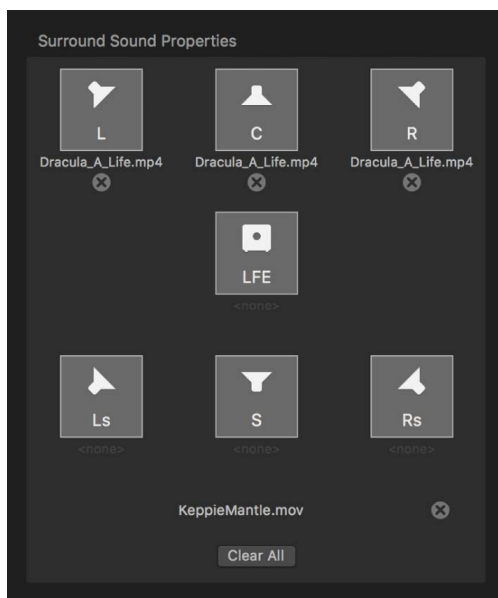 Surround Sound Properties
L C R
Dracula_A_Life.mp4 Dracula_A_Life.mp4 Dracula_A_Life.mp4
LFE
<none>
Ls S Rs
<none> <none> <none>
KeppieMantle.mov
Clear All